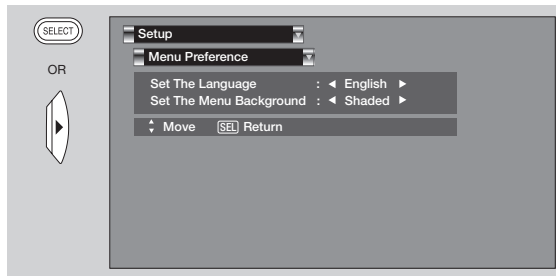 SELECT
OR
Setup
Menu Preference
Set The Language : ◄ English ►
Set The Menu Background : ◄ Shaded ►
Move SEL Return